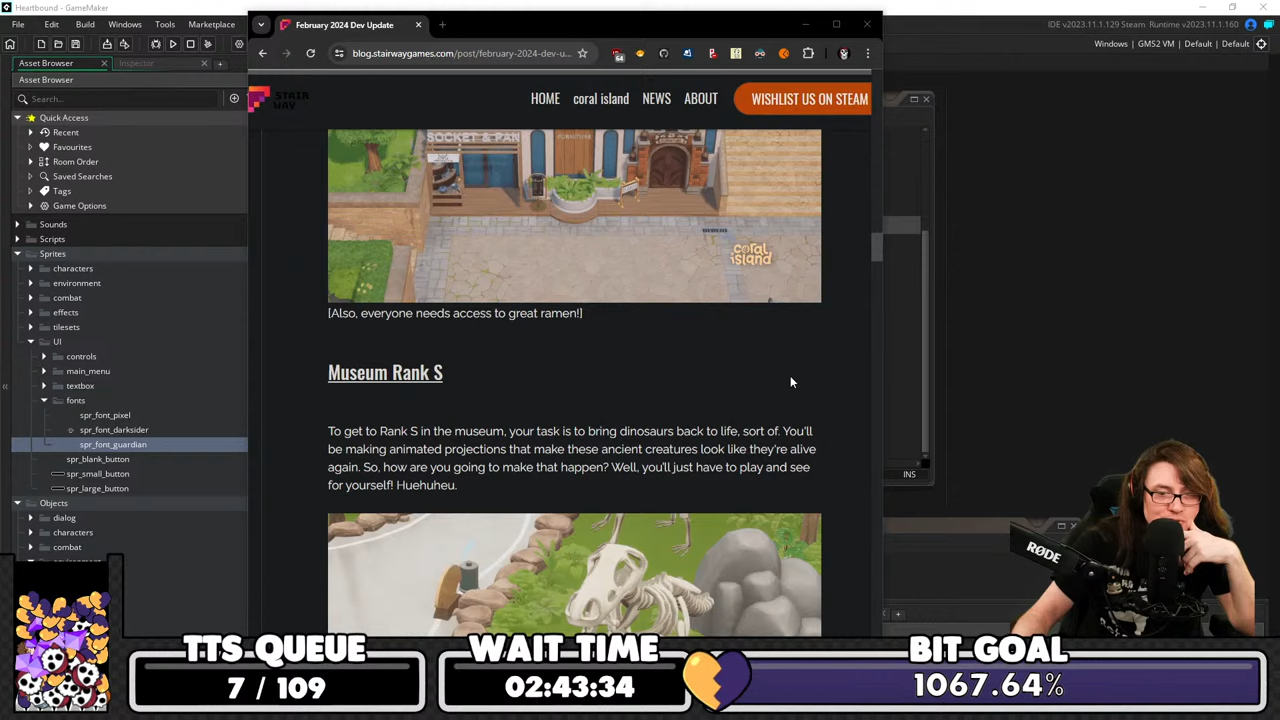 Heartbound - GameMaker
File Edit Build Windows Tools Marketplace
IDE v2023.11.1.129 Steam Runtime v2023.11.1.160
Windows | GMS2 VM | Default | Default
Asset Browser
Inspector
Asset Browser
Search...
Quick Access
Recent
Favourites
Room Order
Saved Searches
Tags
Game Options
Sounds
Scripts
Sprites
characters
environment
combat
effects
tilesets
UI
controls
main_menu
textbox
fonts
spr_font_pixel
spr_font_darksider
spr_font_guardian
spr_blank_button
spr_small_button
spr_large_button
Objects
dialog
characters
combat
February 2024 Dev Update
blog.stairwaygames.com/post/february-2024-dev-u...
64
STAIR
WAY
HOME coral island NEWS ABOUT WISHLIST US ON STEAM
SOCKET & PAN
FURNITURE
coral
island
[Also, everyone needs access to great ramen!]
Museum Rank S
To get to Rank S in the museum, your task is to bring dinosaurs back to life, sort of. You'll
be making animated projections that make these ancient creatures look like they're alive
again. So, how are you going to make that happen? Well, you'll just have to play and see
for yourself! Huehuheu.
INS
RØDE
TTS QUEUE
7 / 109
WAIT TIME
02:43:34
BIT GOAL
1067.64%